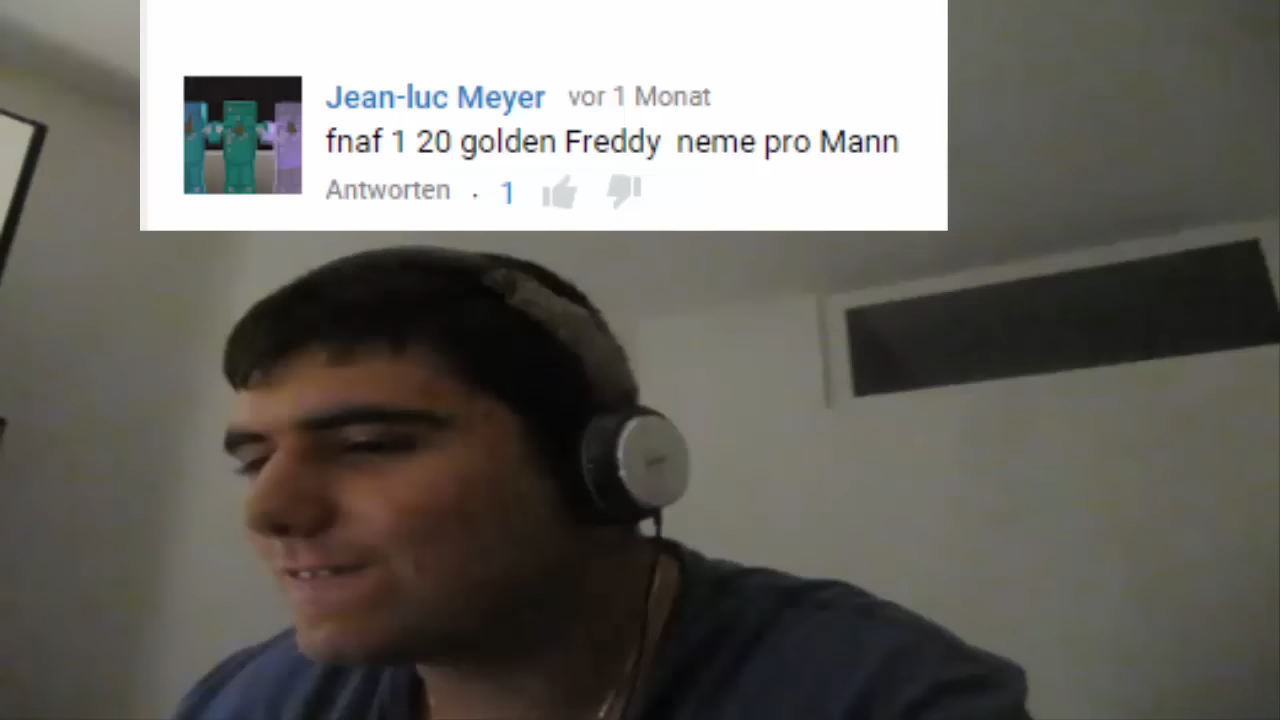 Jean-luc Meyer vor 1 Monat
fnaf 1 20 golden Freddy neme pro Mann
Antworten · 1